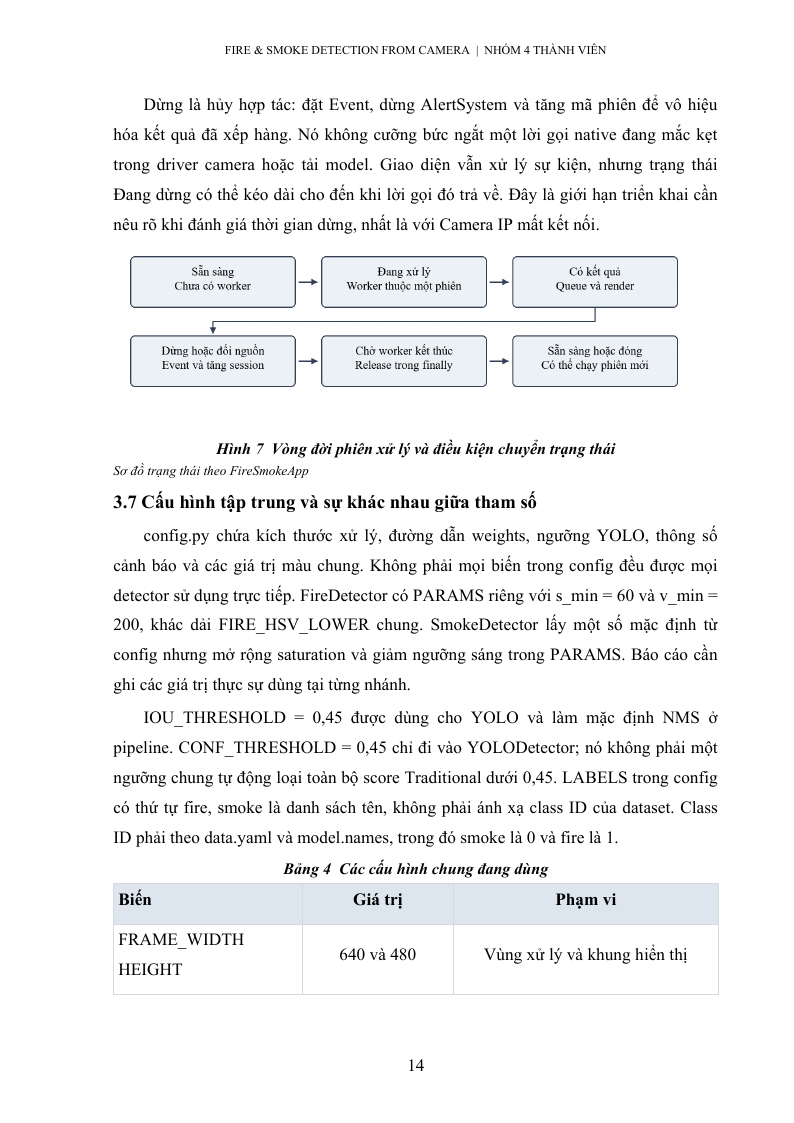 FIRE & SMOKE DETECTION FROM CAMERA | NHÓM 4 THÀNH VIÊN
Dừng là hủy hợp tác: đặt Event, dừng AlertSystem và tăng mã phiên để vô hiệu
hóa kết quả đã xếp hàng. Nó không cưỡng bức ngắt một lời gọi native đang mắc kẹt
trong driver camera hoặc tải model. Giao diện vẫn xử lý sự kiện, nhưng trạng thái
Đang dừng có thể kéo dài cho đến khi lời gọi đó trả về. Đây là giới hạn triển khai cần
nêu rõ khi đánh giá thời gian dừng, nhất là với Camera IP mất kết nối.
Sẵn sàng
Chưa có worker
Đang xử lý
Worker thuộc một phiên
Có kết quả
Queue và render
Dừng hoặc đổi nguồn
Event và tăng session
Chờ worker kết thúc
Release trong finally
Sẵn sàng hoặc đóng
Có thể chạy phiên mới
Hình 7 Vòng đời phiên xử lý và điều kiện chuyển trạng thái
Sơ đồ trạng thái theo FireSmokeApp
3.7 Cấu hình tập trung và sự khác nhau giữa tham số
config.py chứa kích thước xử lý, đường dẫn weights, ngưỡng YOLO, thông số
cảnh báo và các giá trị màu chung. Không phải mọi biến trong config đều được mọi
detector sử dụng trực tiếp. FireDetector có PARAMS riêng với s_min = 60 và v_min =
200, khác dải FIRE_HSV_LOWER chung. SmokeDetector lấy một số mặc định từ
config nhưng mở rộng saturation và giảm ngưỡng sáng trong PARAMS. Báo cáo cần
ghi các giá trị thực sự dùng tại từng nhánh.
IOU_THRESHOLD = 0,45 được dùng cho YOLO và làm mặc định NMS ở
pipeline. CONF_THRESHOLD = 0,45 chỉ đi vào YOLODetector; nó không phải một
ngưỡng chung tự động loại toàn bộ score Traditional dưới 0,45. LABELS trong config
có thứ tự fire, smoke là danh sách tên, không phải ánh xạ class ID của dataset. Class
ID phải theo data.yaml và model.names, trong đó smoke là 0 và fire là 1.
Bảng 4 Các cấu hình chung đang dùng
Biến
Giá trị
Phạm vi
FRAME_WIDTH
HEIGHT
640 và 480
Vùng xử lý và khung hiển thị
14